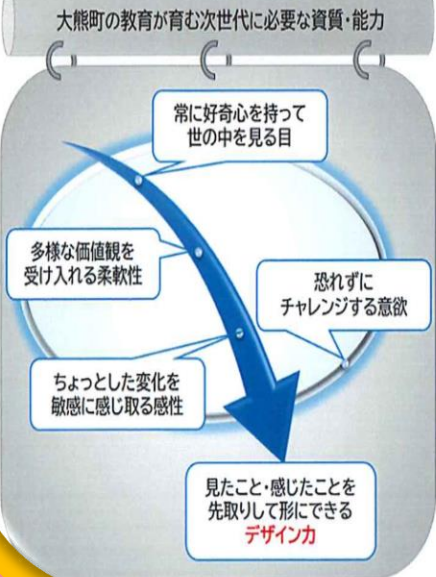 大熊町の教育が育む次世代に必要な資質・能力
常に好奇心を持って
世の中を見る目
多様な価値観を
受け入れる柔軟性
恐れずに
チャレンジする意欲
ちょっとした変化を
敏感に感じ取る感性
見たこと・感じたことを
先取りして形にできる
デザイン力